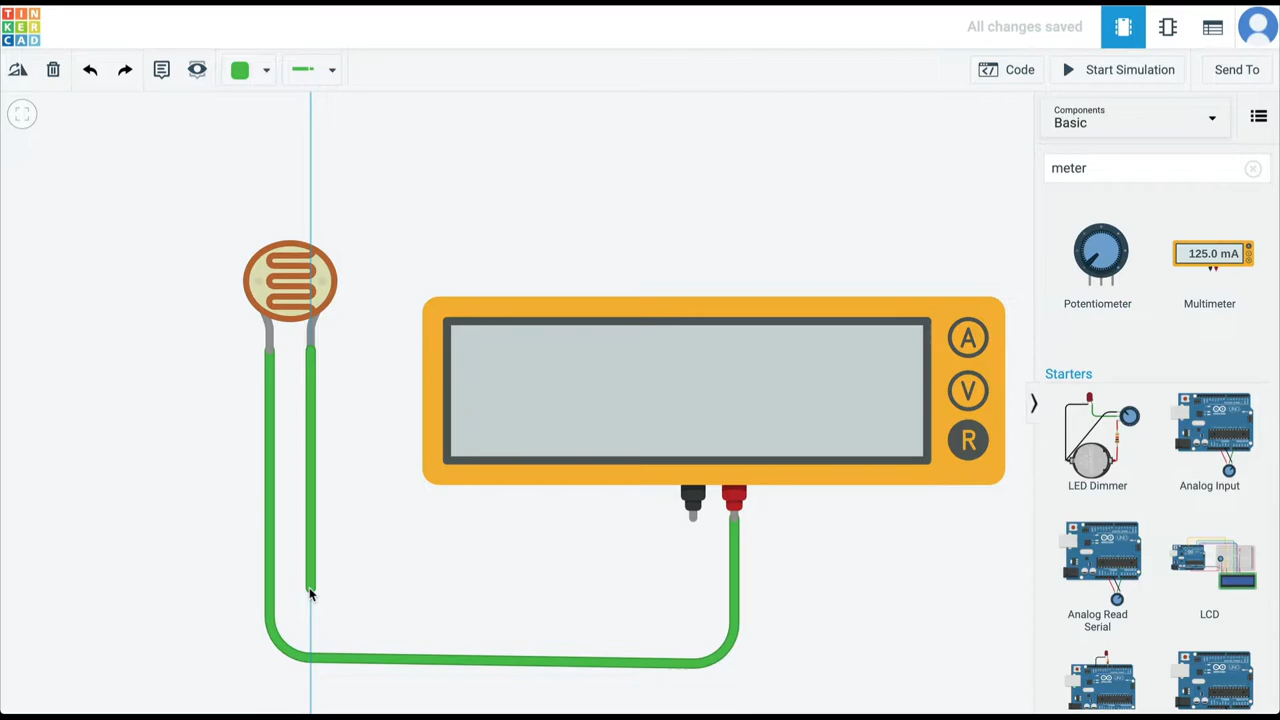 TIN
KER
CAD
All changes saved
Code
Start Simulation
Send To
Components
Basic
meter
125.0 mA
Potentiometer
Multimeter
A
V
R
Starters
LED Dimmer
Analog Input
Analog Read
Serial
LCD